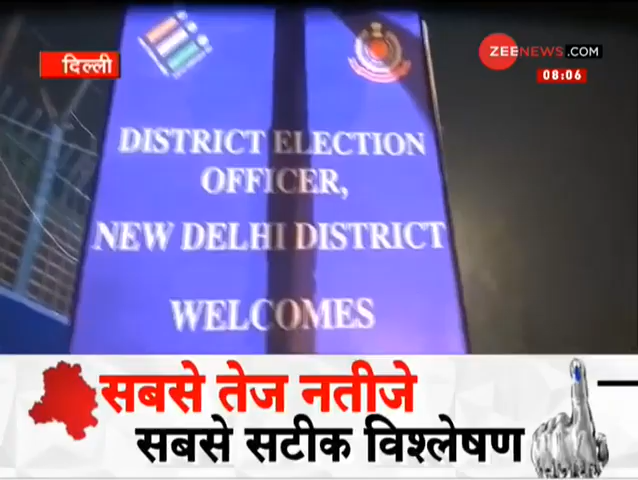 दिल्ली
ZEENEWS.COM
08:06
DISTRICT ELECTION
OFFICER,
NEW DELHI DISTRICT
WELCOMES
सबसे तेज नतीजे
सबसे सटीक विश्लेषण